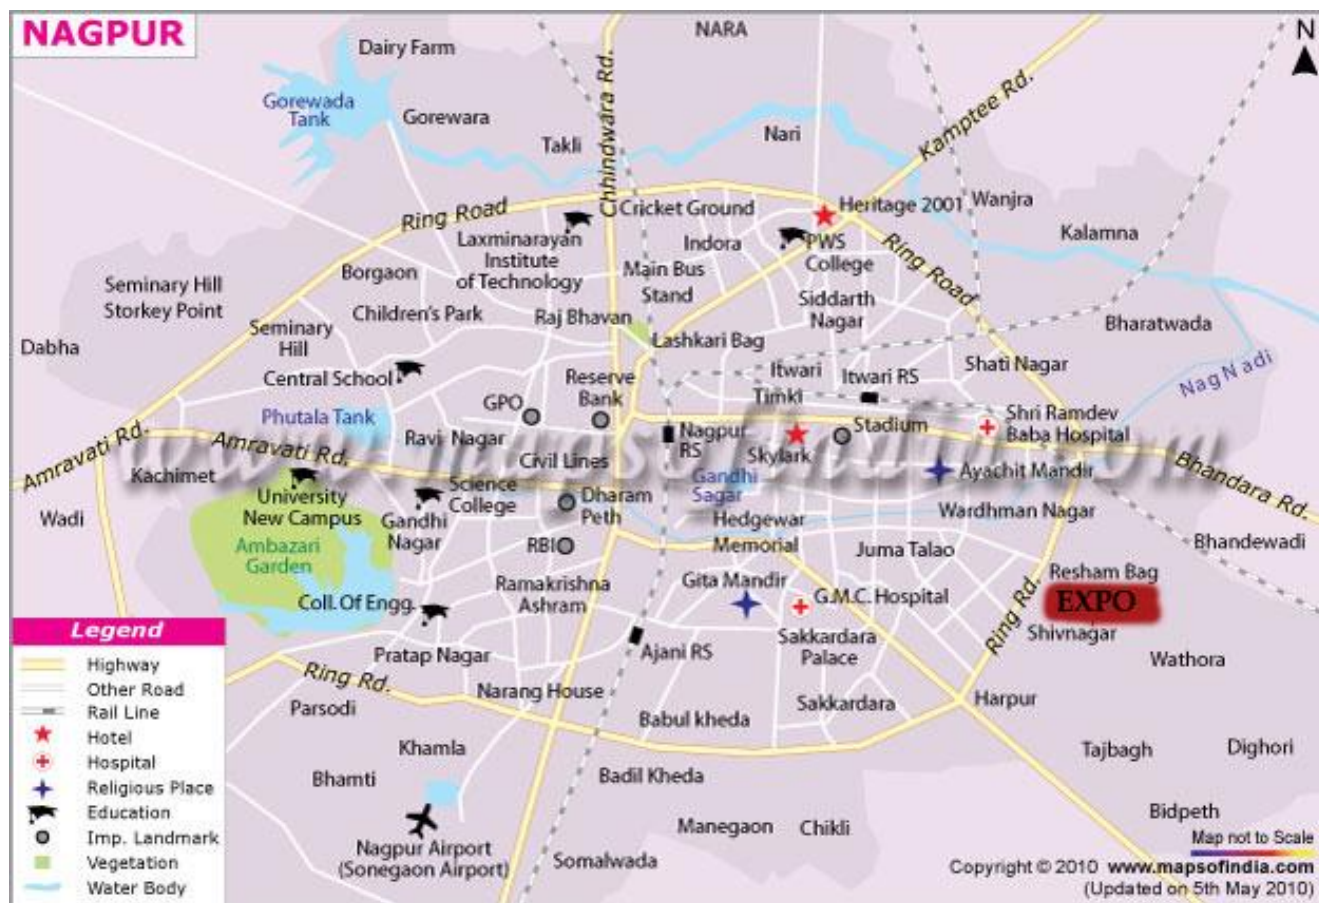 NAGPUR
N
NARA
Dairy Farm
Gorewada
Tank
Gorewara
Takli
Nari
Chhindwara Rd.
Kamptee Rd.
Ring Road
Cricket Ground
Heritage 2001
Wanjra
Kalamna
Laxminarayan
Institute
of Technology
Indora
PWS
College
Ring Road
Borgaon
Main Bus
Stand
Seminary Hill
Storkey Point
Children's Park
Raj Bhavan
Siddarth
Nagar
Bharatwada
Seminary
Hill
Dabha
Lashkari Bag
Shati Nagar
Central School
Reserve
Bank
Itwari
Itwari RS
Timki
Nag Nadi
GPO
Phutala Tank
Ravi Nagar
Nagpur
RS
Skylark
Stadium
Shri Ramdev
Baba Hospital
Amravati Rd.
Amravati Rd.
www.mapsofindia.com
Civil Lines
Gandhi
Sagar
Ayachit Mandir
Bhandara Rd.
Kachimet
University
New Campus
Science
College
Dharam
Peth
Wadi
Gandhi
Nagar
Hedgewar
Memorial
Wardhman Nagar
Ambazari
Garden
RBI
Juma Talao
Bhandewadi
Ramakrishna
Ashram
Gita Mandir
G.M.C. Hospital
Resham Bag
EXPO
Shivnagar
Coll. Of Engg.
Ring Rd.
Sakkardara
Palace
Pratap Nagar
Ajani RS
Wathora
Ring Rd.
Narang House
Sakkardara
Harpur
Parsodi
Babul kheda
Khamla
Tajbagh
Dighori
Bhamti
Badil Kheda
Bidpeth
Manegaon
Chikli
Nagpur Airport
(Sonegaon Airport)
Somalwada
Legend
Highway
Other Road
Rail Line
Hotel
Hospital
Religious Place
Education
Imp. Landmark
Vegetation
Water Body
Map not to Scale
Copyright © 2010 www.mapsofindia.com
(Updated on 5th May 2010)